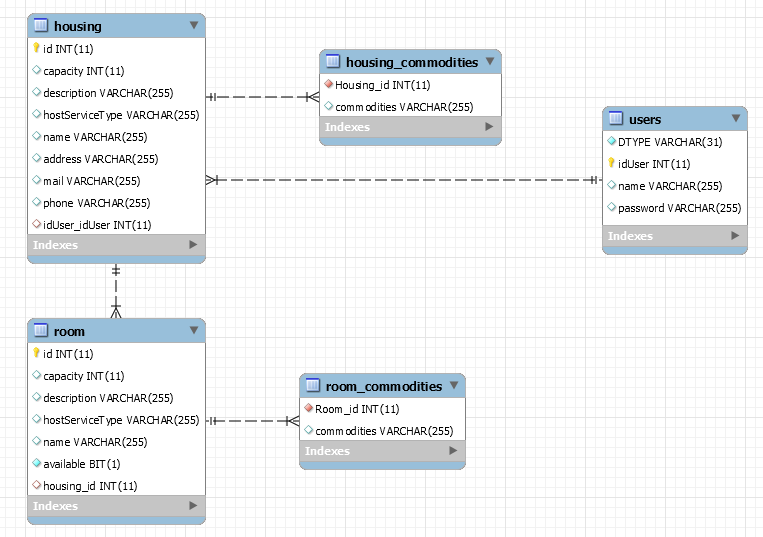 housing
id INT(11)
capacity INT(11)
description VARCHAR(255)
hostServiceType VARCHAR(255)
name VARCHAR(255)
address VARCHAR(255)
mail VARCHAR(255)
phone VARCHAR(255)
idUser_idUser INT(11)
Indexes
housing_commodities
Housing_id INT(11)
commodities VARCHAR(255)
Indexes
users
DTYPE VARCHAR(31)
idUser INT(11)
name VARCHAR(255)
password VARCHAR(255)
Indexes
room
id INT(11)
capacity INT(11)
description VARCHAR(255)
hostServiceType VARCHAR(255)
name VARCHAR(255)
available BIT(1)
housing_id INT(11)
Indexes
room_commodities
Room_id INT(11)
commodities VARCHAR(255)
Indexes